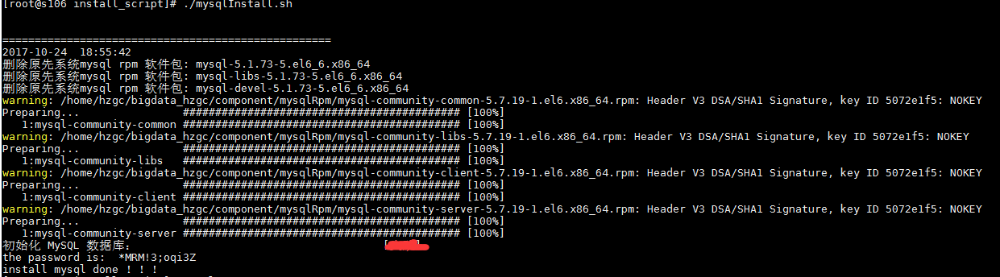 [root@s106 install_script]# ./mysqlInstall.sh
===================================================
2017-10-24  18:55:42
删除原先系统mysql rpm 软件包: mysql-5.1.73-5.el6_6.x86_64
删除原先系统mysql rpm 软件包: mysql-libs-5.1.73-5.el6_6.x86_64
删除原先系统mysql rpm 软件包: mysql-devel-5.1.73-5.el6_6.x86_64
warning: /home/hzgc/bigdata_hzgc/component/mysqlRpm/mysql-community-common-5.7.19-1.el6.x86_64.rpm: Header V3 DSA/SHA1 Signature, key ID 5072e1f5: NOKEY
Preparing...                ########################################### [100%]
   1:mysql-community-common ########################################### [100%]
warning: /home/hzgc/bigdata_hzgc/component/mysqlRpm/mysql-community-libs-5.7.19-1.el6.x86_64.rpm: Header V3 DSA/SHA1 Signature, key ID 5072e1f5: NOKEY
Preparing...                ########################################### [100%]
   1:mysql-community-libs   ########################################### [100%]
warning: /home/hzgc/bigdata_hzgc/component/mysqlRpm/mysql-community-client-5.7.19-1.el6.x86_64.rpm: Header V3 DSA/SHA1 Signature, key ID 5072e1f5: NOKEY
Preparing...                ########################################### [100%]
   1:mysql-community-client ########################################### [100%]
warning: /home/hzgc/bigdata_hzgc/component/mysqlRpm/mysql-community-server-5.7.19-1.el6.x86_64.rpm: Header V3 DSA/SHA1 Signature, key ID 5072e1f5: NOKEY
Preparing...                ########################################### [100%]
   1:mysql-community-server ########################################### [100%]
初始化 MySQL 数据库：
the password is:  *MRM!3;oqi3Z
install mysql done ！！！